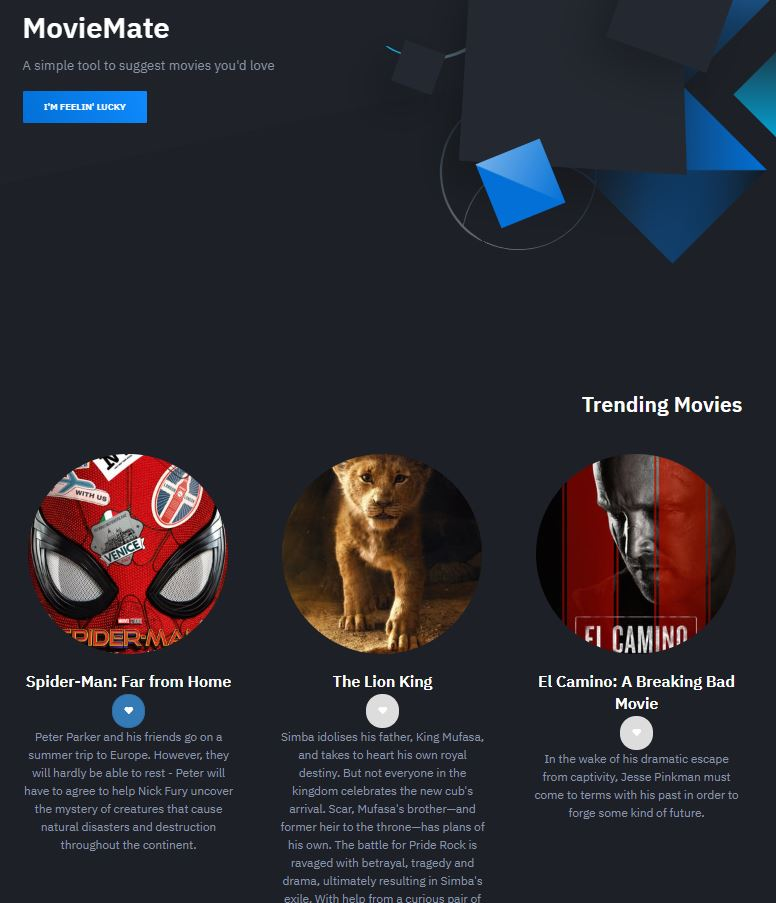 MovieMate
A simple tool to suggest movies you'd love
I'M FEELIN' LUCKY
Trending Movies
WITH US
VENICE
SPIDER-MA
EL CAMINO
Spider-Man: Far from Home
Peter Parker and his friends go on a
summer trip to Europe. However, they
will hardly be able to rest - Peter will
have to agree to help Nick Fury uncover
the mystery of creatures that cause
natural disasters and destruction
throughout the continent.
The Lion King
Simba idolises his father, King Mufasa,
and takes to heart his own royal
destiny. But not everyone in the
kingdom celebrates the new cub's
arrival. Scar, Mufasa's brother—and
former heir to the throne—has plans of
his own. The battle for Pride Rock is
ravaged with betrayal, tragedy and
drama, ultimately resulting in Simba's
exile. With help from a curious pair of
El Camino: A Breaking Bad
Movie
In the wake of his dramatic escape
from captivity, Jesse Pinkman must
come to terms with his past in order to
forge some kind of future.